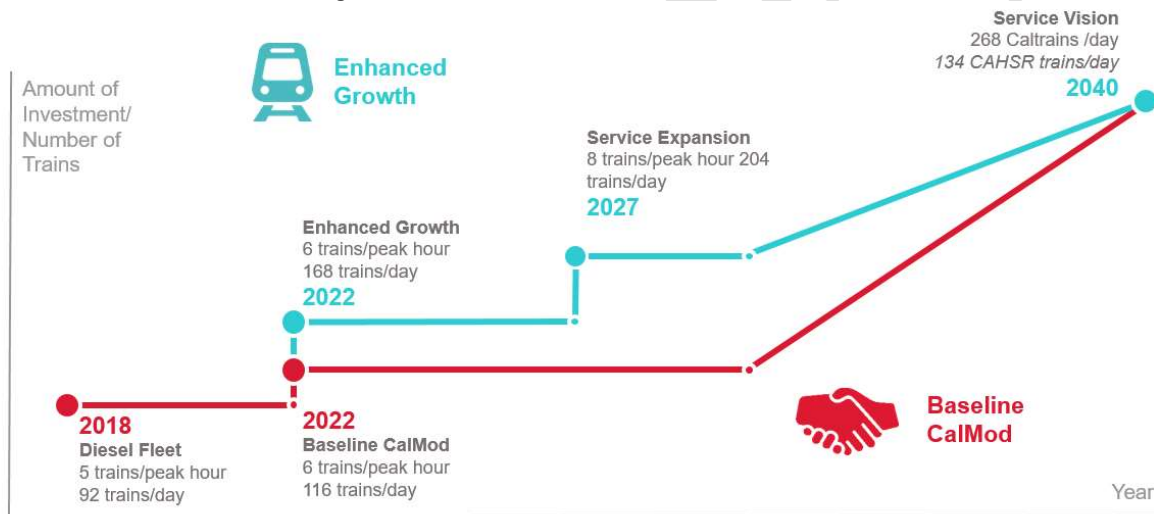 Service Vision
268 Caltrains /day
134 CAHSR trains/day
2040
Enhanced
Growth
Amount of
Investment/
Number of
Trains
Service Expansion
8 trains/peak hour 204
trains/day
2027
Enhanced Growth
6 trains/peak hour
168 trains/day
2022
2018
Diesel Fleet
5 trains/peak hour
92 trains/day
2022
Baseline CalMod
6 trains/peak hour
116 trains/day
Baseline
CalMod
Year